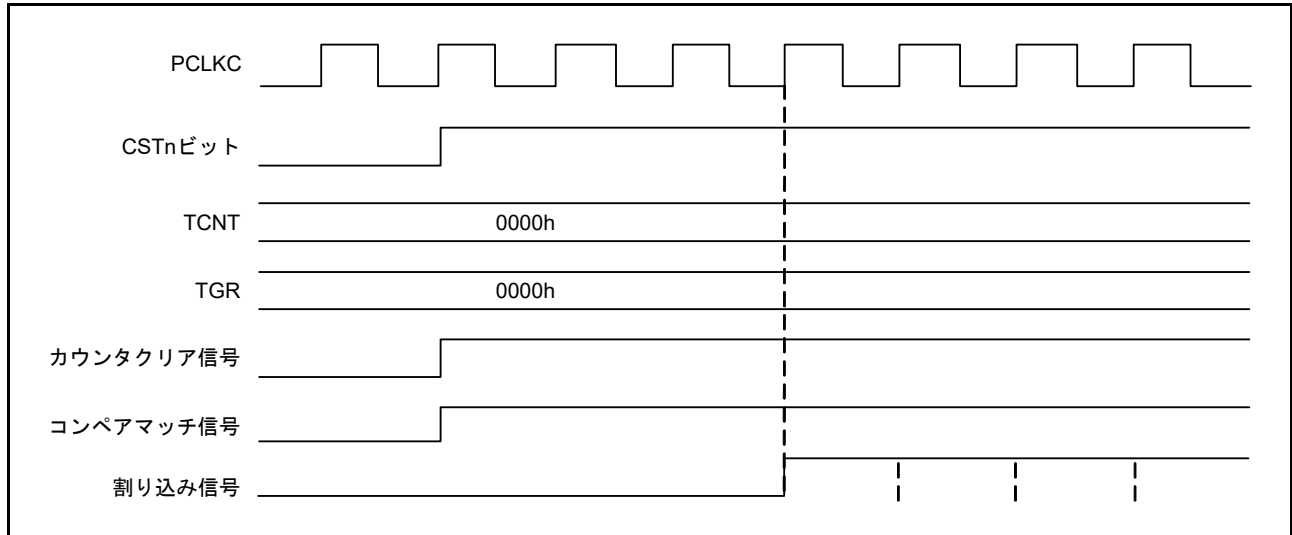 PCLKC
CSTnビット
TCNT 0000h
TGR 0000h
カウンタクリア信号
コンペアマッチ信号
割り込み信号